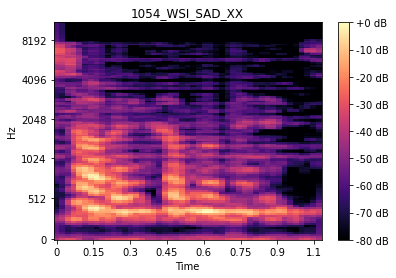 1054_WSI_SAD_XX
8192
4096
2048
1024
512
0
Hz
0
0.15
0.3
0.45
0.6
0.75
0.9
1.1
Time
+0 dB
-10 dB
-20 dB
-30 dB
-40 dB
-50 dB
-60 dB
-70 dB
-80 dB